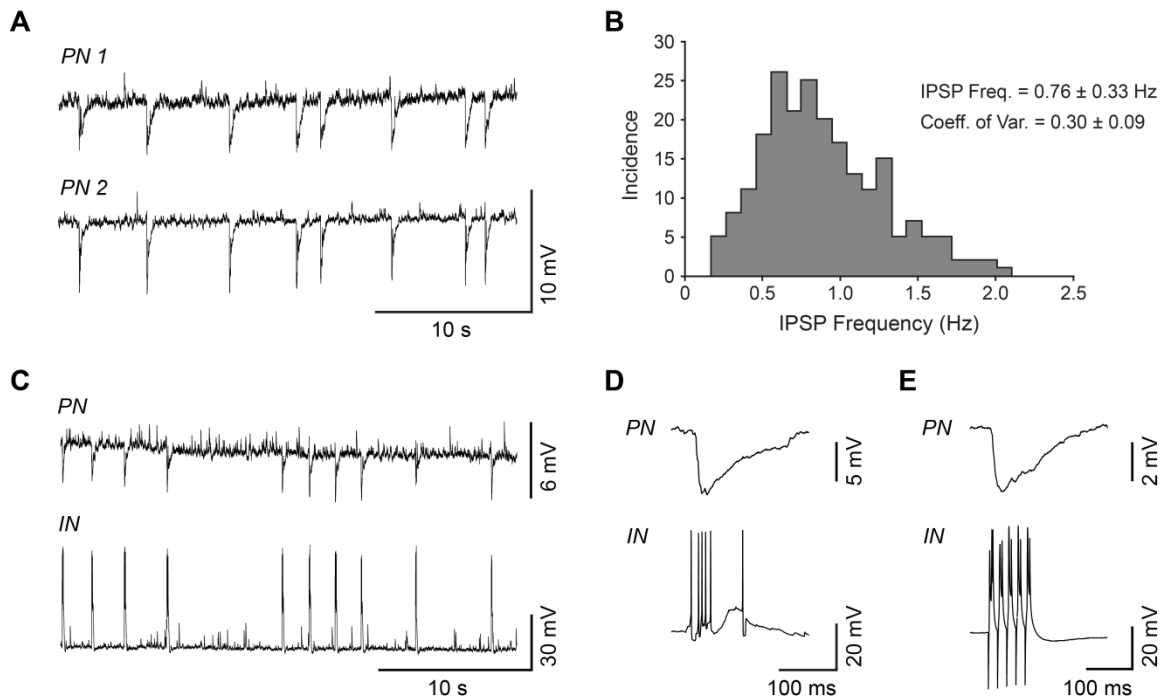 A
PN 1
PN 2
10 mV
10 s
B
30
25
20
15
10
5
0
Incidence
0
0.5
1.0
1.5
2.0
2.5
IPSP Frequency (Hz)
IPSP Freq. = 0.76 ± 0.33 Hz
Coeff. of Var. = 0.30 ± 0.09
C
PN
6 mV
IN
30 mV
10 s
D
PN
5 mV
IN
20 mV
100 ms
E
PN
2 mV
IN
20 mV
100 ms